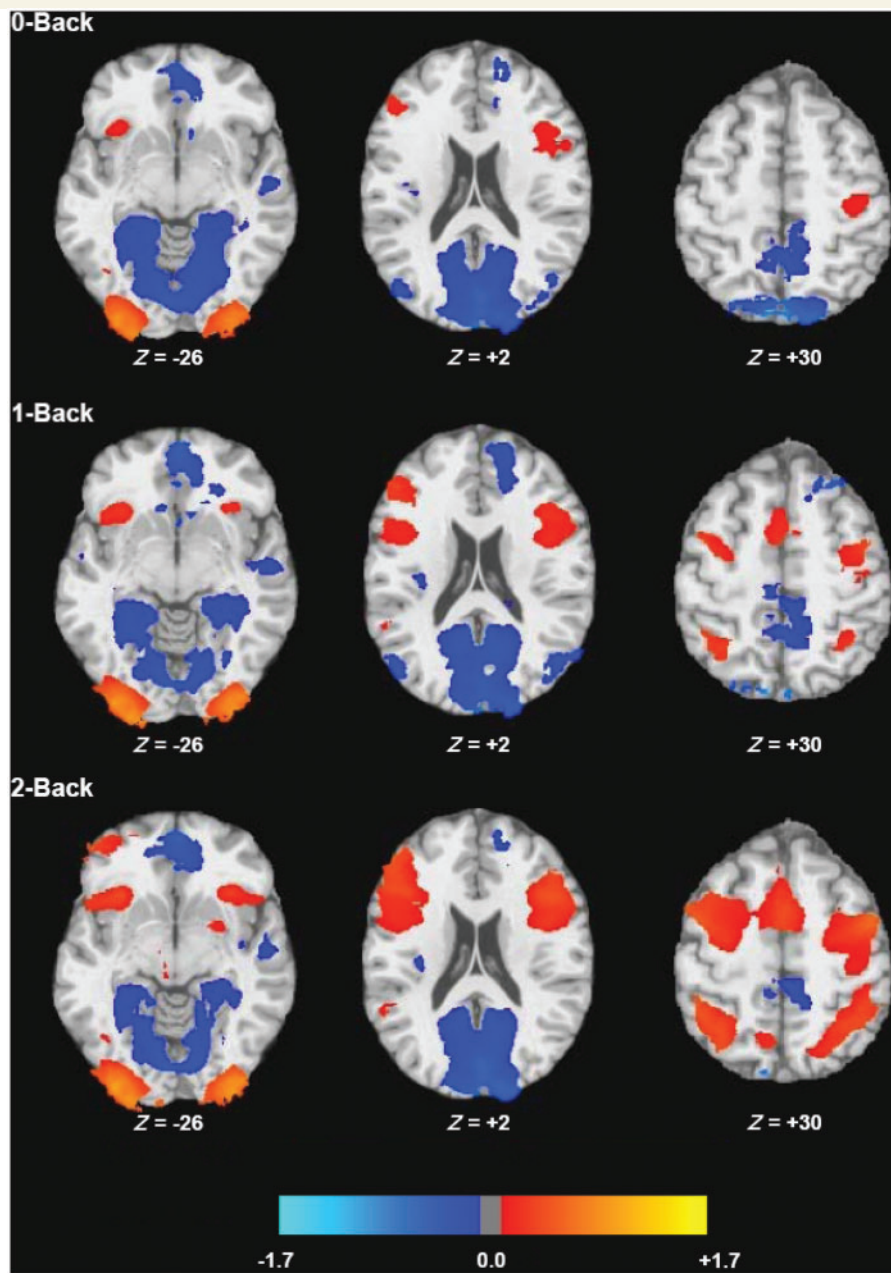 0-Back
Z = -26 Z = +2 Z = +30
1-Back
Z = -26 Z = +2 Z = +30
2-Back
Z = -26 Z = +2 Z = +30
-1.7 0.0 +1.7